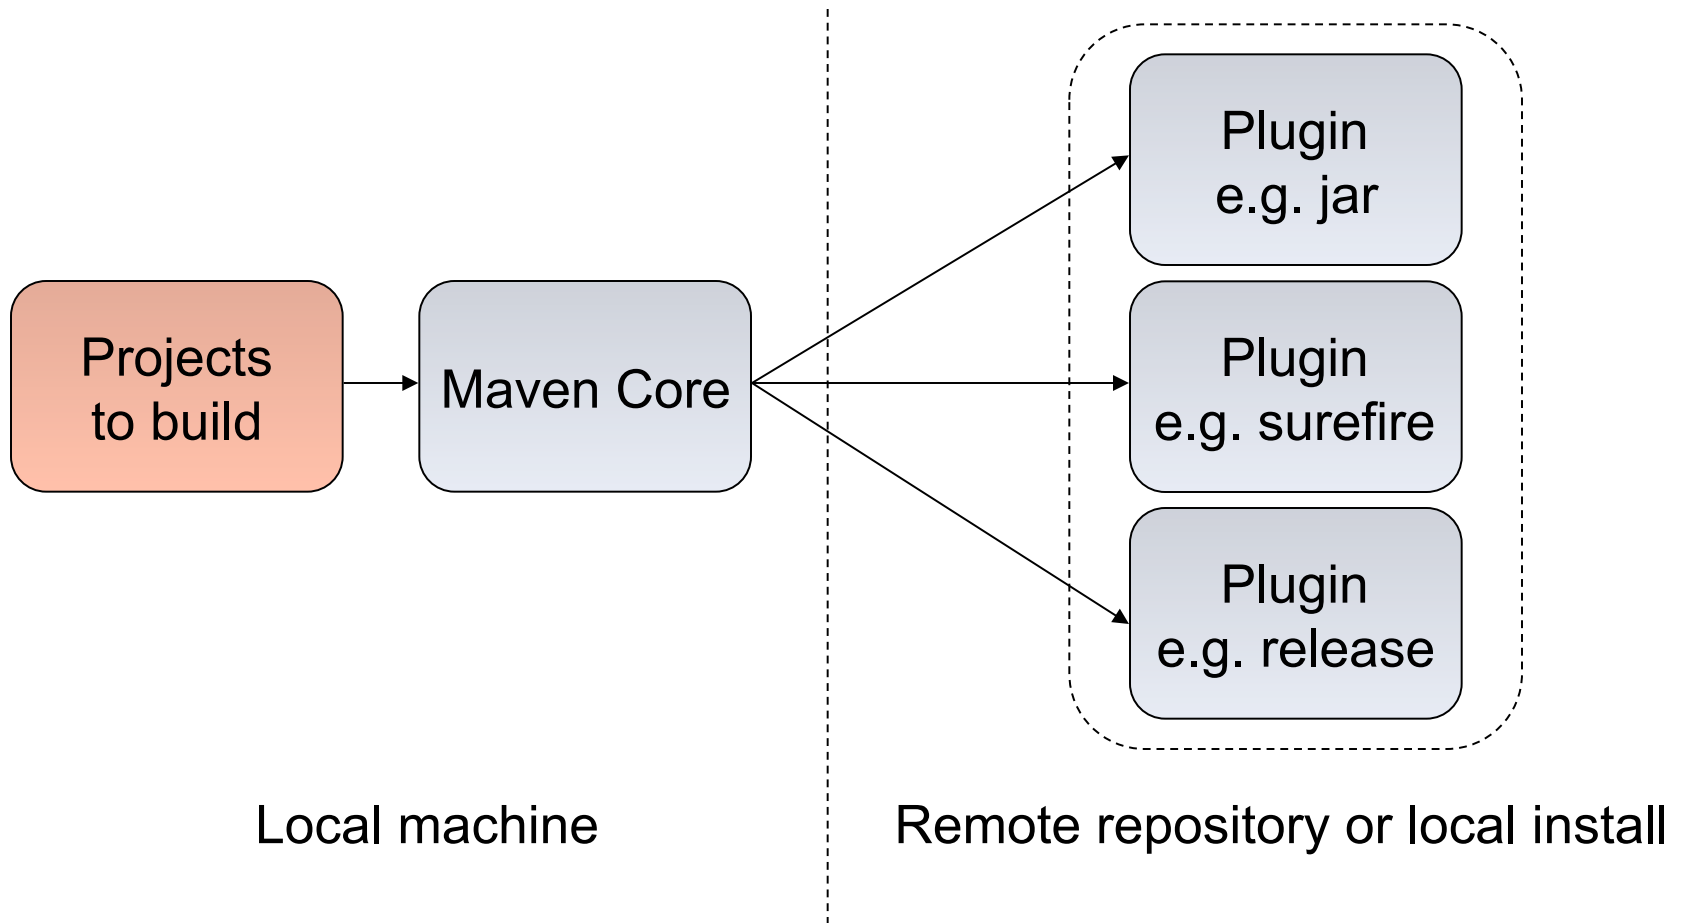 Projects
to build
Maven Core
Plugin
e.g. jar
Plugin
e.g. surefire
Plugin
e.g. release
Local machine
Remote repository or local install